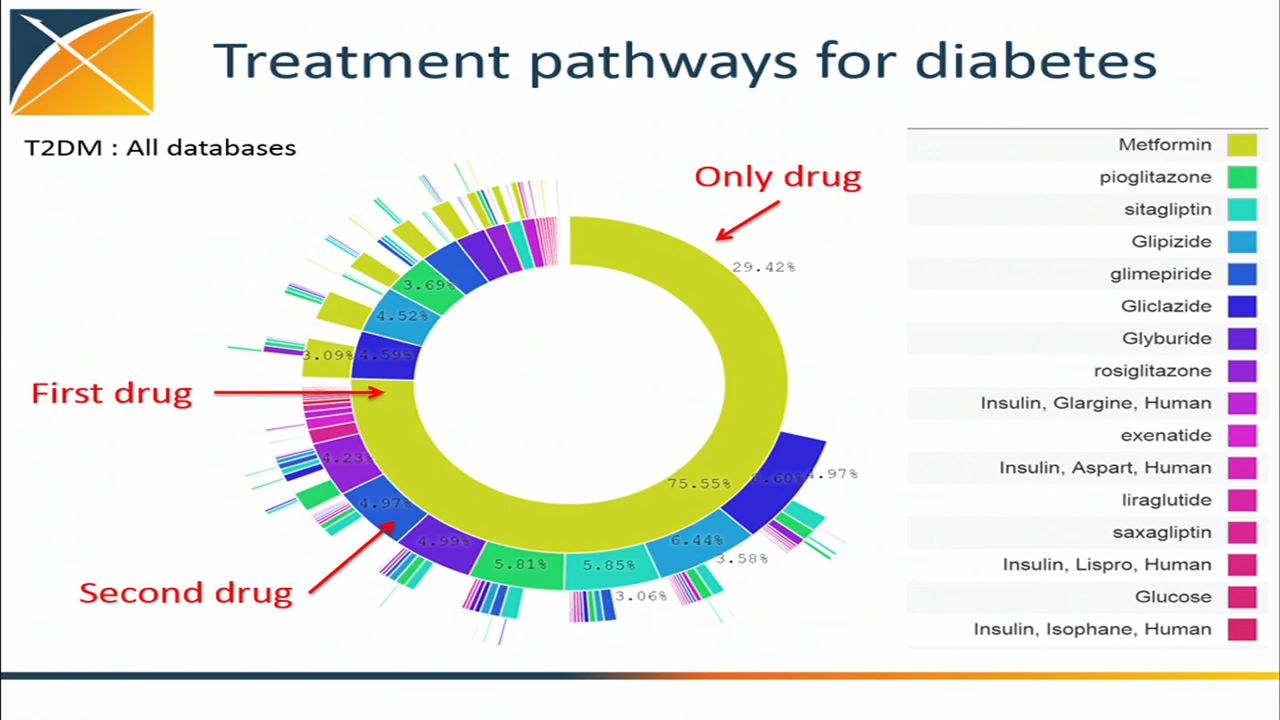 Treatment pathways for diabetes
T2DM : All databases
Only drug
First drug
Second drug
29.42%
3.69%
4.52%
3.09%
4.59%
4.23%
4.97%
4.99%
5.81%
5.85%
3.06%
6.44%
3.58%
75.55%
4.97%
Metformin
pioglitazone
sitagliptin
Glipizide
glimepiride
Gliclazide
Glyburide
rosiglitazone
Insulin, Glargine, Human
exenatide
Insulin, Aspart, Human
liraglutide
saxagliptin
Insulin, Lispro, Human
Glucose
Insulin, Isophane, Human